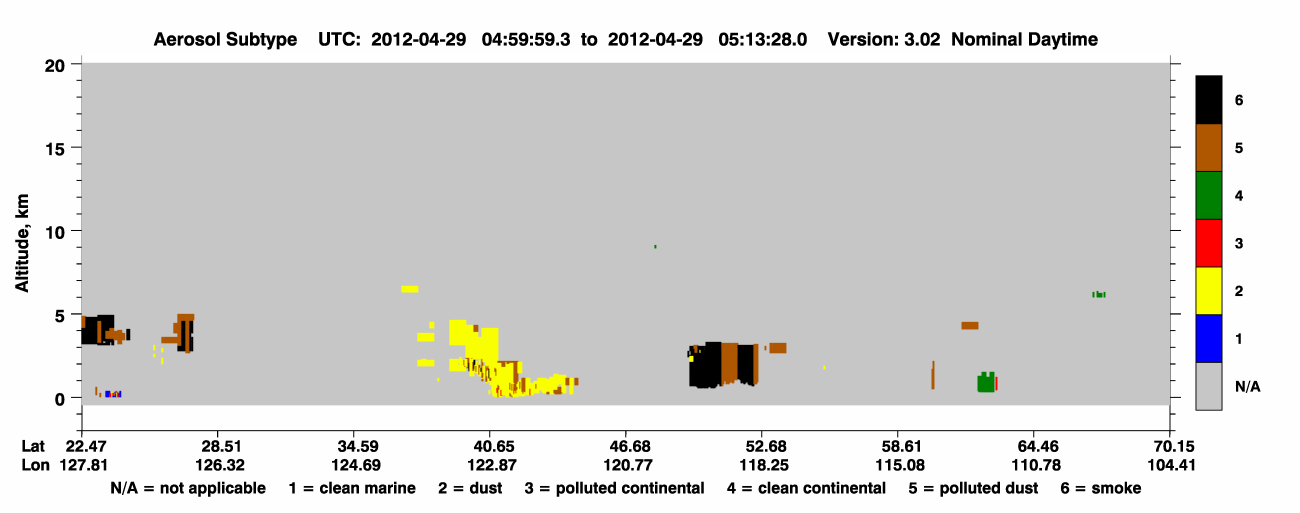 Aerosol Subtype UTC: 2012-04-29 04:59:59.3 to 2012-04-29 05:13:28.0 Version: 3.02 Nominal Daytime
20
15
10
5
0
Altitude, km
6
5
4
3
2
1
N/A
Lat 22.47 28.51 34.59 40.65 46.68 52.68 58.61 64.46 70.15
Lon 127.81 126.32 124.69 122.87 120.77 118.25 115.08 110.78 104.41
N/A = not applicable 1 = clean marine 2 = dust 3 = polluted continental 4 = clean continental 5 = polluted dust 6 = smoke